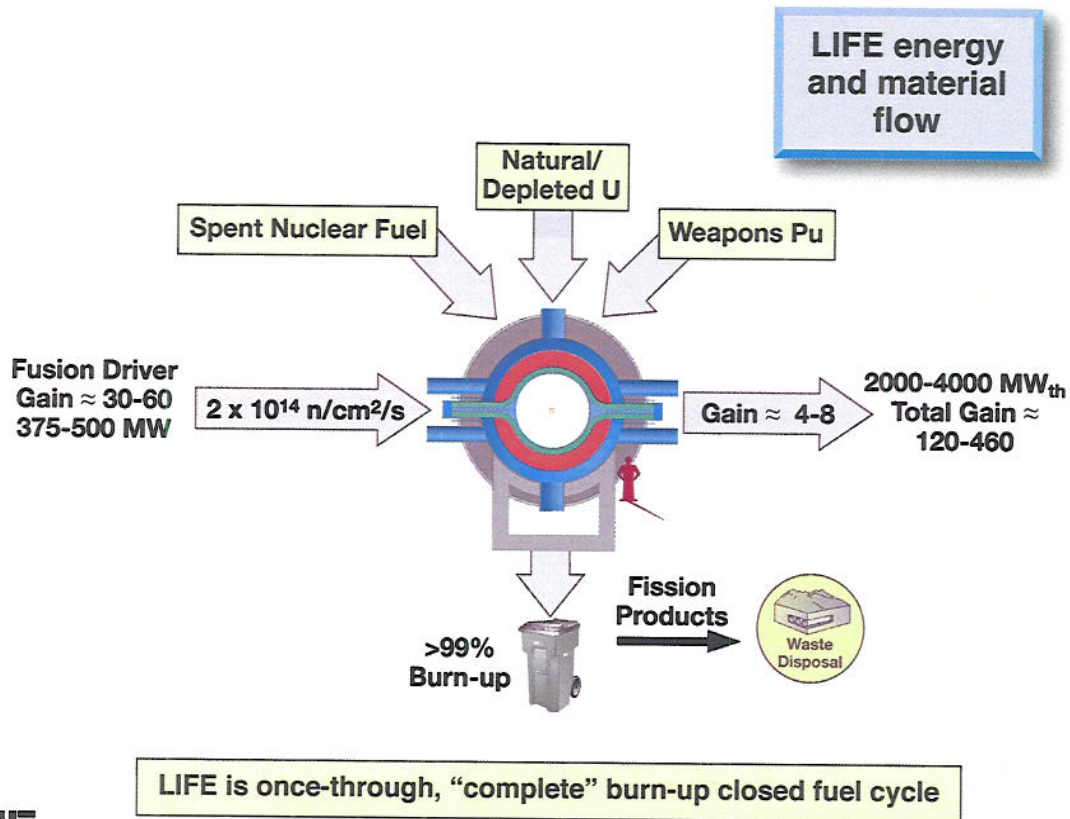 LIFE energy
and material
flow
Natural/
Depleted U
Spent Nuclear Fuel
Weapons Pu
Fusion Driver
Gain ≈ 30-60
375-500 MW
2 x 10¹⁴ n/cm²/s
Gain ≈ 4-8
2000-4000 MWₜₕ
Total Gain ≈
120-460
>99%
Burn-up
Fission
Products
Waste
Disposal
LIFE is once-through, “complete” burn-up closed fuel cycle